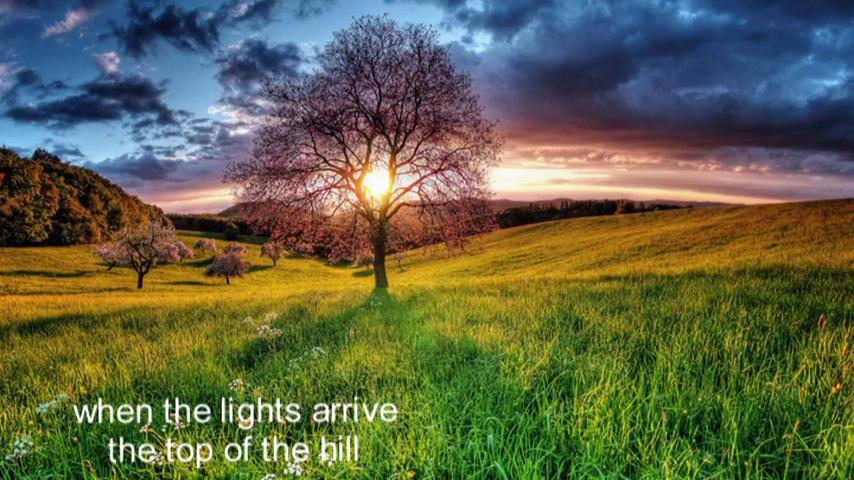 when the lights arrive
the top of the hill